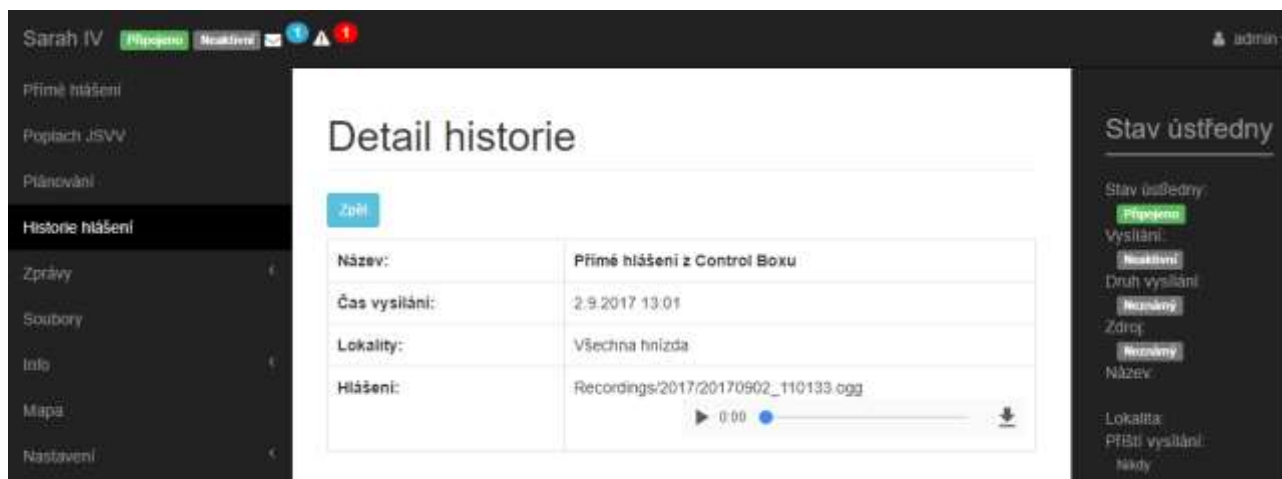 Sarah IV Připojeno Neaktivní 1 1
admin
Přímé hlášení
Poplach JSVV
Plánování
Historie hlášení
Zprávy
Soubory
Info
Mapa
Nastavení
Detail historie
Zpět
Název: Přímé hlášení z Control Boxu
Čas vysílání: 2.9.2017 13:01
Lokality: Všechna hnízda
Hlášení: Recordings/2017/20170902_110133.ogg
0:00
Stav ústředny
Stav ústředny:
Připojeno
Vysílání:
Neaktivní
Druh vysílání:
Neznámý
Zdroj:
Neznámý
Název:
Lokalita:
Příští vysílání:
Nikdy